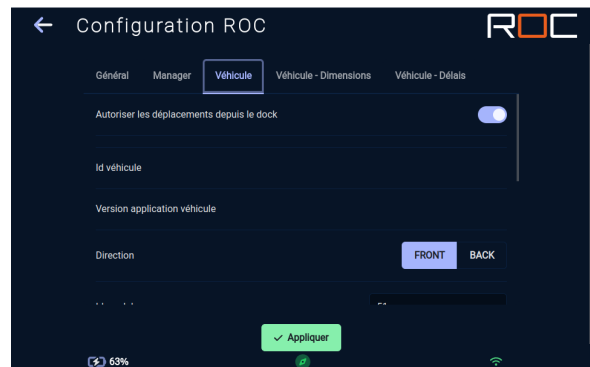 Configuration ROC
ROC
Général Manager Véhicule Véhicule - Dimensions Véhicule - Délais
Autoriser les déplacements depuis le dock
Id véhicule
Version application véhicule
Direction FRONT BACK
Appliquer
63%